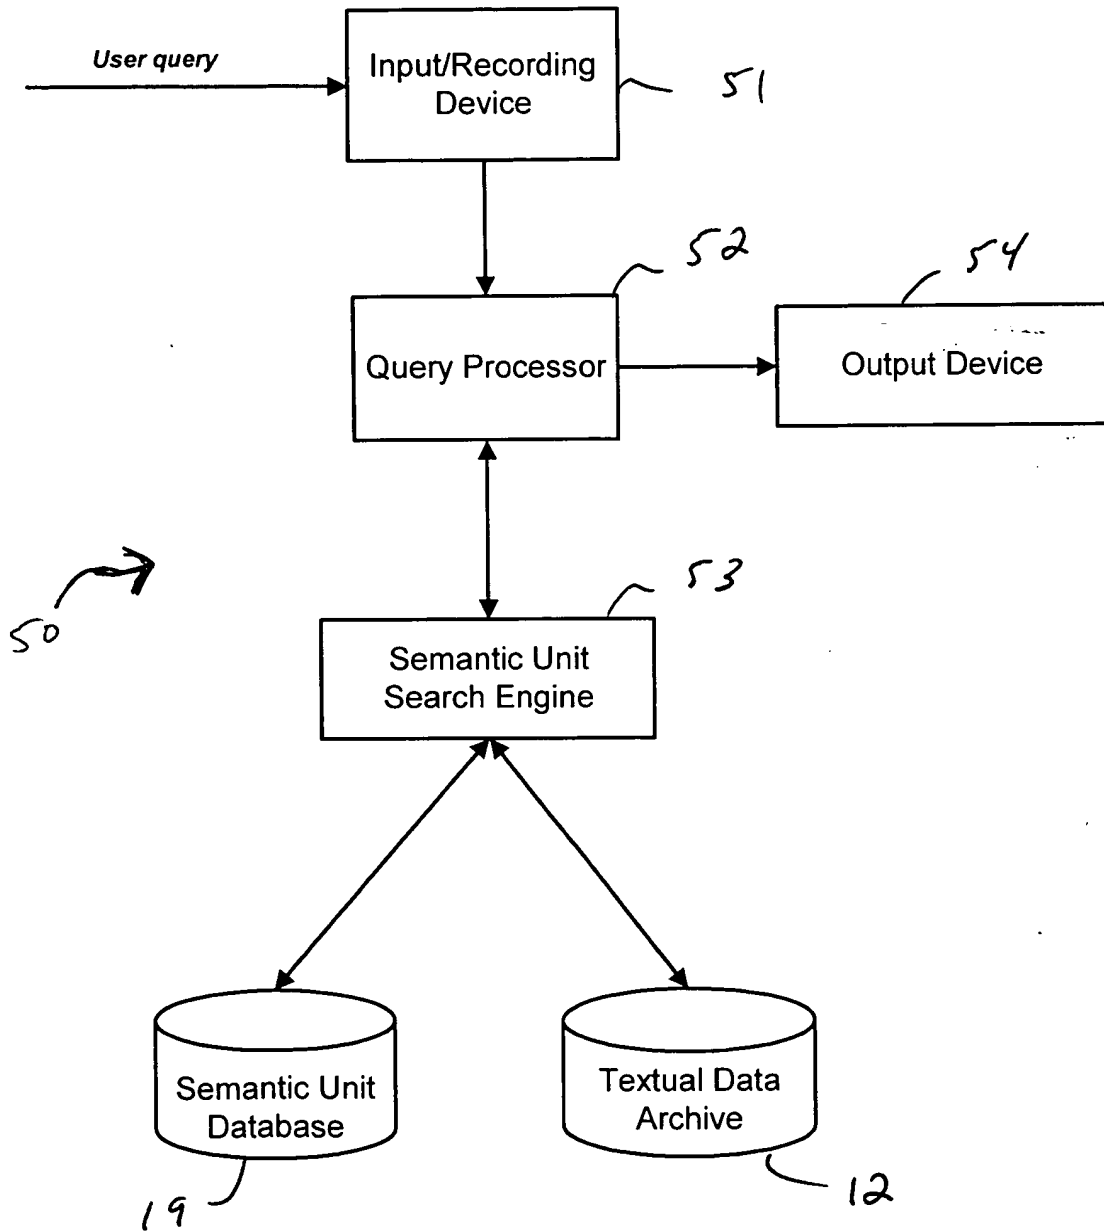 User query
Input/Recording
Device
51
52
54
Query Processor
Output Device
50
53
Semantic Unit
Search Engine
Semantic Unit
Database
Textual Data
Archive
19
12